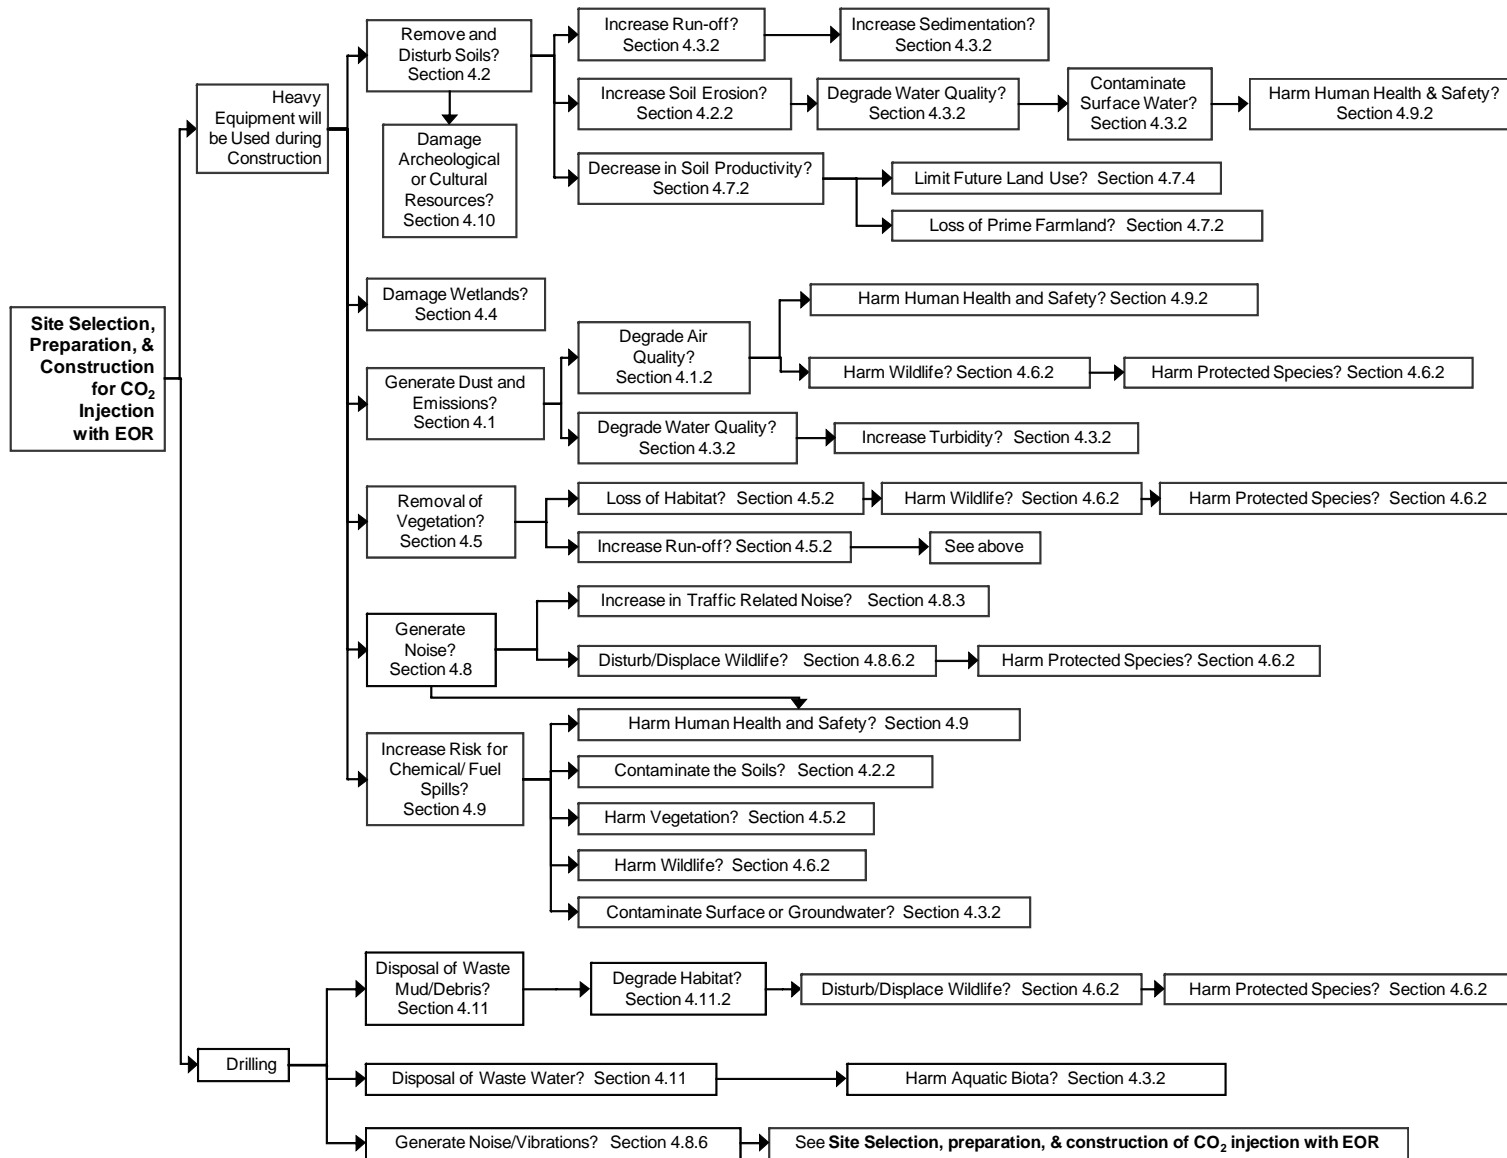 Site Selection,
Preparation, &
Construction
for CO2
Injection
with EOR
Heavy
Equipment will
be Used during
Construction
Remove and
Disturb Soils?
Section 4.2
Increase Run-off?
Section 4.3.2
Increase Sedimentation?
Section 4.3.2
Increase Soil Erosion?
Section 4.2.2
Degrade Water Quality?
Section 4.3.2
Contaminate
Surface Water?
Section 4.3.2
Harm Human Health & Safety?
Section 4.9.2
Damage
Archeological
or Cultural
Resources?
Section 4.10
Decrease in Soil Productivity?
Section 4.7.2
Limit Future Land Use? Section 4.7.4
Loss of Prime Farmland? Section 4.7.2
Damage Wetlands?
Section 4.4
Generate Dust and
Emissions?
Section 4.1
Degrade Air
Quality?
Section 4.1.2
Harm Human Health and Safety? Section 4.9.2
Harm Wildlife? Section 4.6.2
Harm Protected Species? Section 4.6.2
Degrade Water Quality?
Section 4.3.2
Increase Turbidity? Section 4.3.2
Removal of
Vegetation?
Section 4.5
Loss of Habitat? Section 4.5.2
Harm Wildlife? Section 4.6.2
Harm Protected Species? Section 4.6.2
Increase Run-off? Section 4.5.2
See above
Generate
Noise?
Section 4.8
Increase in Traffic Related Noise? Section 4.8.3
Disturb/Displace Wildlife? Section 4.8.6.2
Harm Protected Species? Section 4.6.2
Increase Risk for
Chemical/ Fuel
Spills?
Section 4.9
Harm Human Health and Safety? Section 4.9
Contaminate the Soils? Section 4.2.2
Harm Vegetation? Section 4.5.2
Harm Wildlife? Section 4.6.2
Contaminate Surface or Groundwater? Section 4.3.2
Drilling
Disposal of Waste
Mud/Debris?
Section 4.11
Degrade Habitat?
Section 4.11.2
Disturb/Displace Wildlife? Section 4.6.2
Harm Protected Species? Section 4.6.2
Disposal of Waste Water? Section 4.11
Harm Aquatic Biota? Section 4.3.2
Generate Noise/Vibrations? Section 4.8.6
See Site Selection, preparation, & construction of CO2 injection with EOR